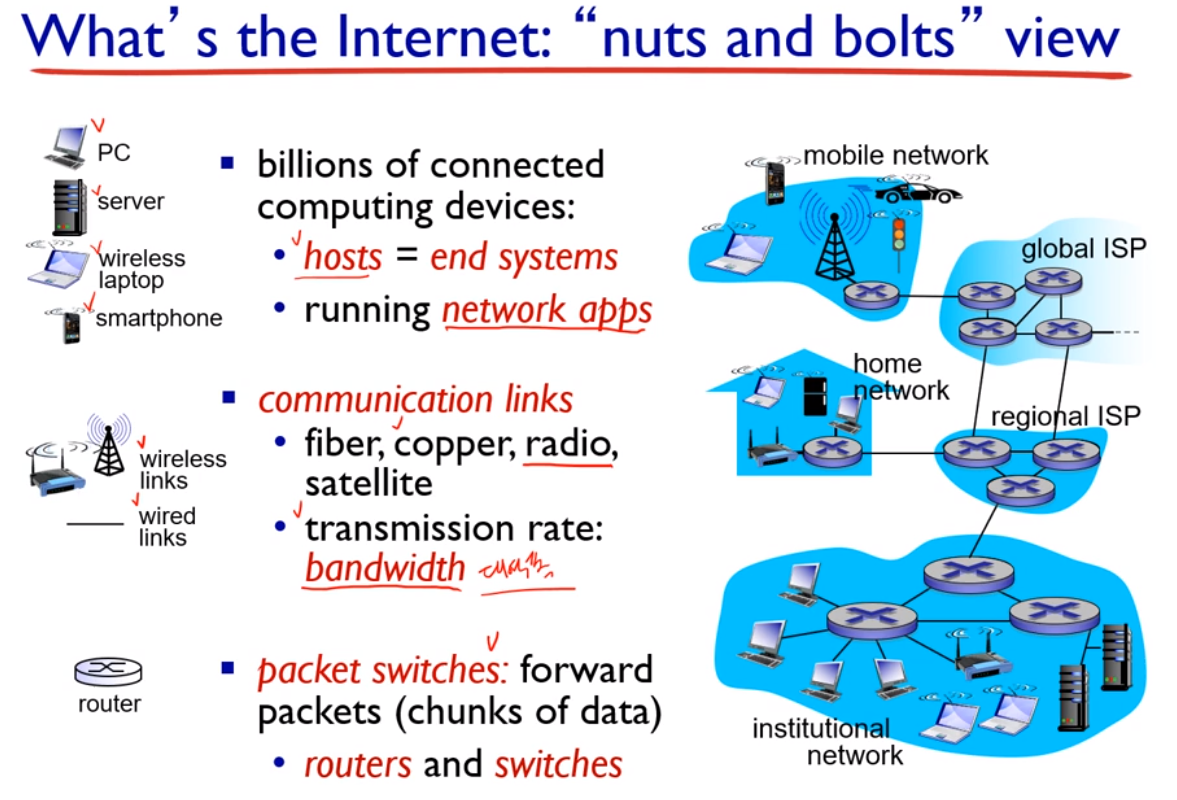 What's the Internet: “nuts and bolts” view
PC
server
wireless
laptop
smartphone
▪ billions of connected
computing devices:
• hosts = end systems
• running network apps
wireless
links
wired
links
▪ communication links
• fiber, copper, radio,
satellite
• transmission rate:
bandwidth
router
▪ packet switches: forward
packets (chunks of data)
• routers and switches
mobile network
global ISP
home
network
regional ISP
institutional
network